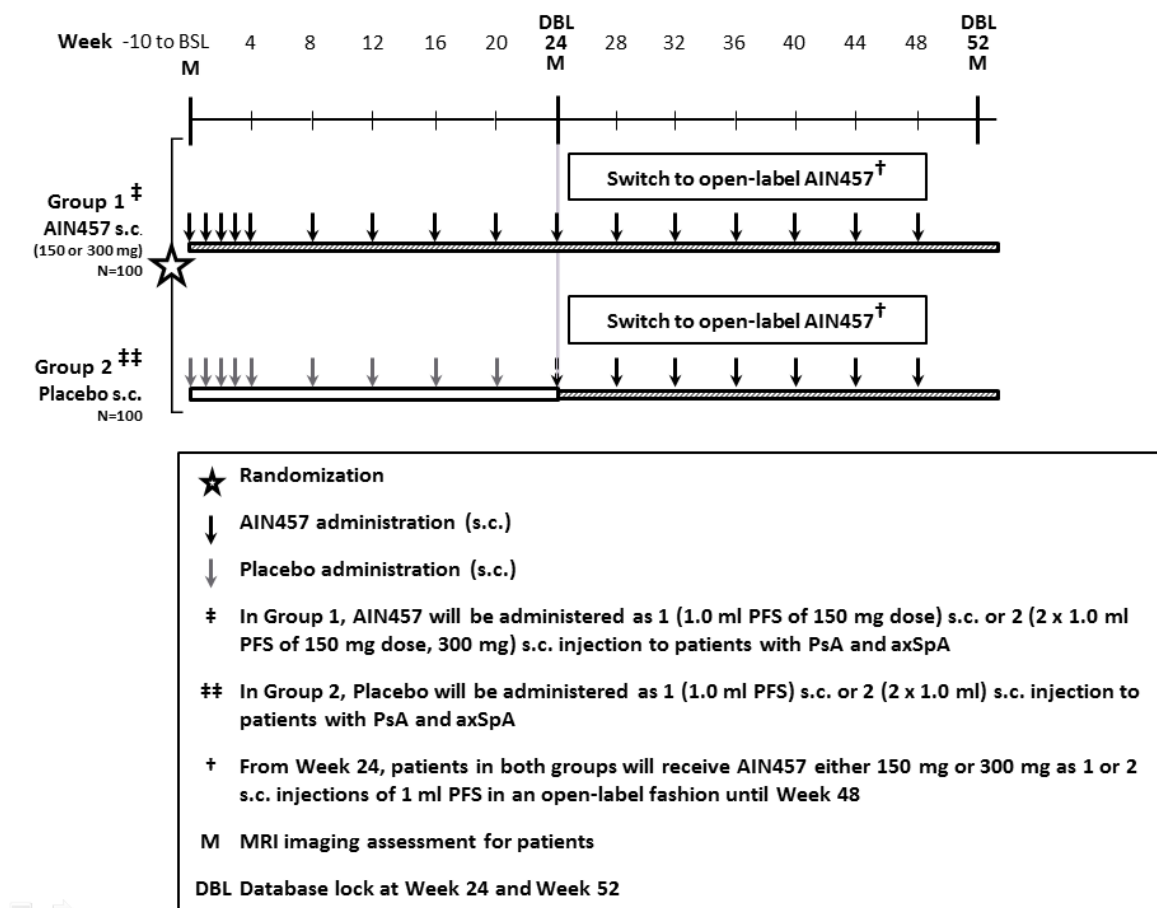 Week -10 to BSL 4 8 12 16 20 DBL 24 28 32 36 40 44 48 DBL 52
M M M
Switch to open-label AIN457†
Group 1 ‡
AIN457 s.c.
(150 or 300 mg)
N=100
Switch to open-label AIN457†
Group 2 ‡‡
Placebo s.c.
N=100
Randomization
AIN457 administration (s.c.)
Placebo administration (s.c.)
‡ In Group 1, AIN457 will be administered as 1 (1.0 ml PFS of 150 mg dose) s.c. or 2 (2 x 1.0 ml
PFS of 150 mg dose, 300 mg) s.c. injection to patients with PsA and axSpA
‡‡ In Group 2, Placebo will be administered as 1 (1.0 ml PFS) s.c. or 2 (2 x 1.0 ml) s.c. injection to
patients with PsA and axSpA
† From Week 24, patients in both groups will receive AIN457 either 150 mg or 300 mg as 1 or 2
s.c. injections of 1 ml PFS in an open-label fashion until Week 48
M MRI imaging assessment for patients
DBL Database lock at Week 24 and Week 52